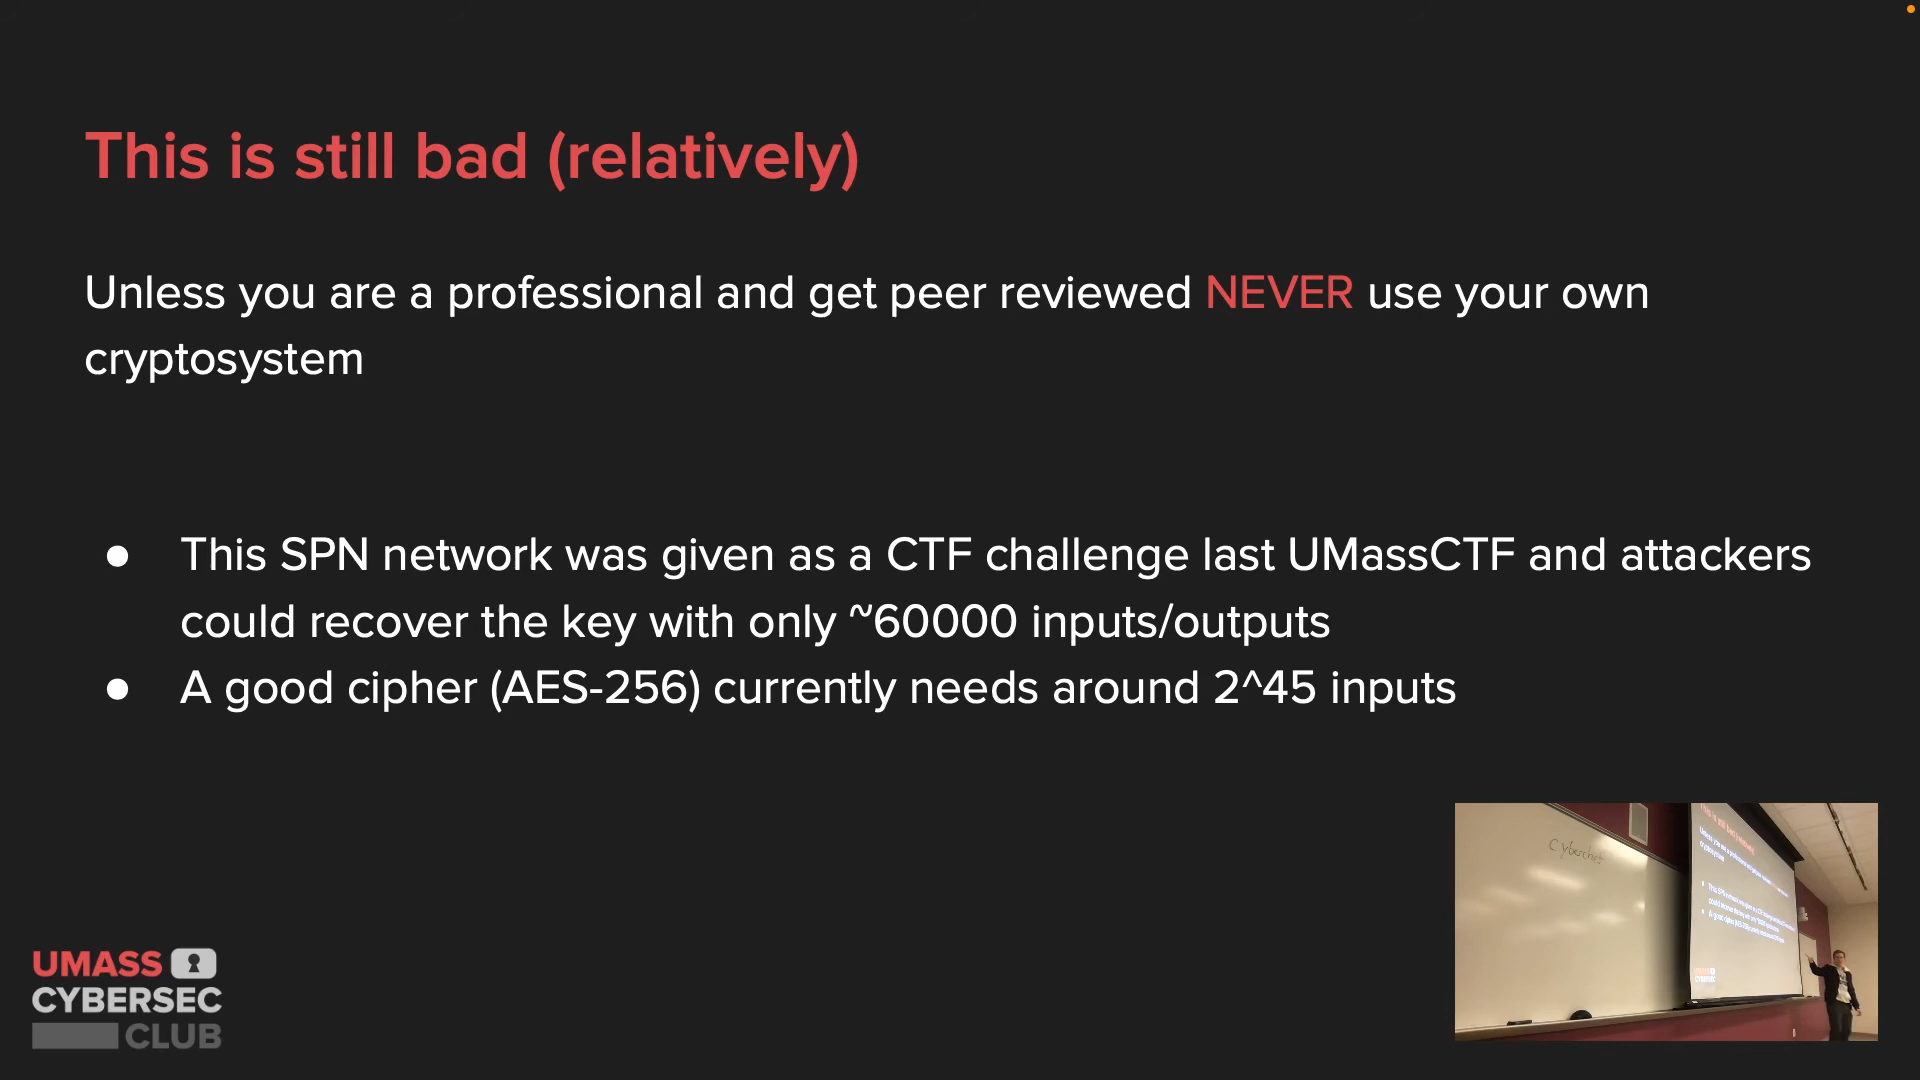 This is still bad (relatively)
Unless you are a professional and get peer reviewed NEVER use your own
cryptosystem
● This SPN network was given as a CTF challenge last UMassCTF and attackers
could recover the key with only ~60000 inputs/outputs
● A good cipher (AES-256) currently needs around 2^45 inputs
Cyberchef
UMASS
CYBERSEC
CLUB